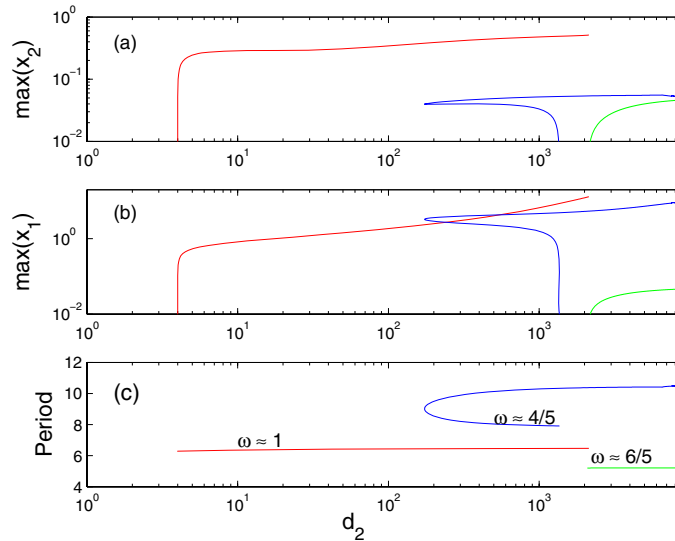 10^0
(a)
max(x_2)
10^-1
10^-2
10^0 10^1 10^2 10^3
(b)
max(x_1)
10^0
10^-2
10^0 10^1 10^2 10^3
12
(c)
10
Period
8
ω ≈ 4/5
ω ≈ 1
6
ω ≈ 6/5
4
10^0 10^1 10^2 10^3
d_2